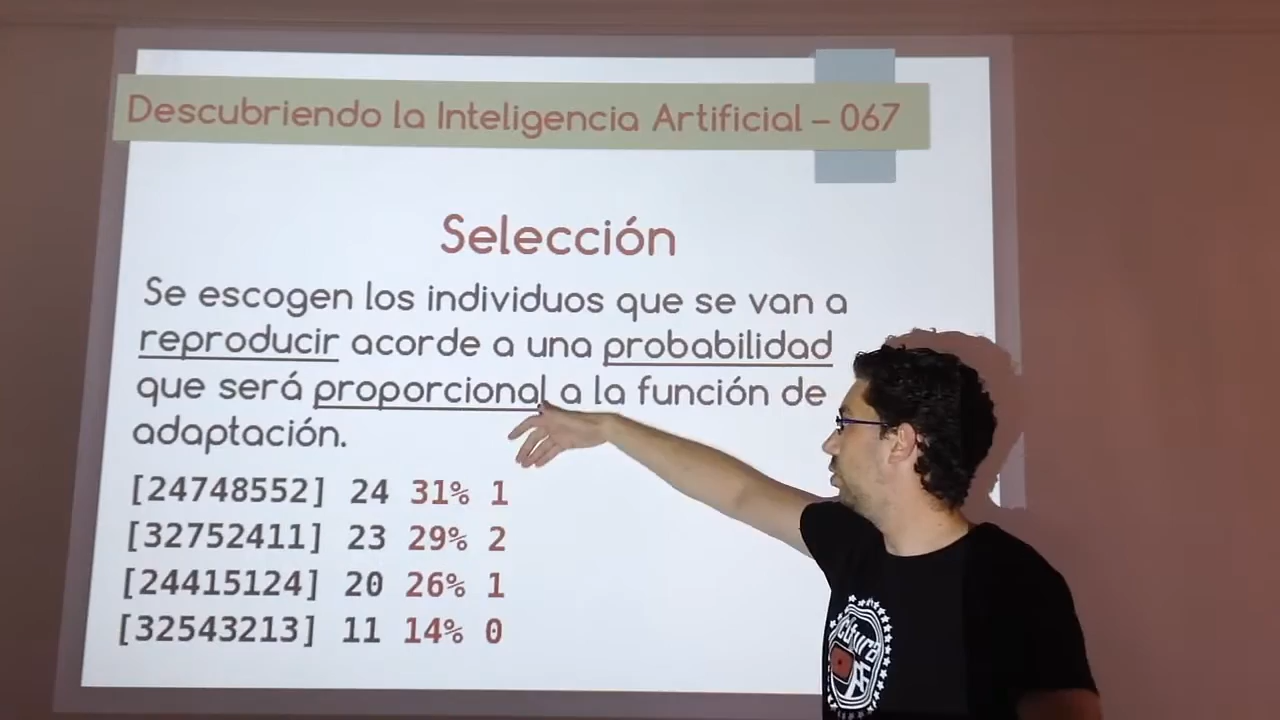 Descubriendo la Inteligencia Artificial – 067
Selección
Se escogen los individuos que se van a
reproducir acorde a una probabilidad
que será proporcional a la función de
adaptación.
[24748552] 24 31% 1
[32752411] 23 29% 2
[24415124] 20 26% 1
[32543213] 11 14% 0